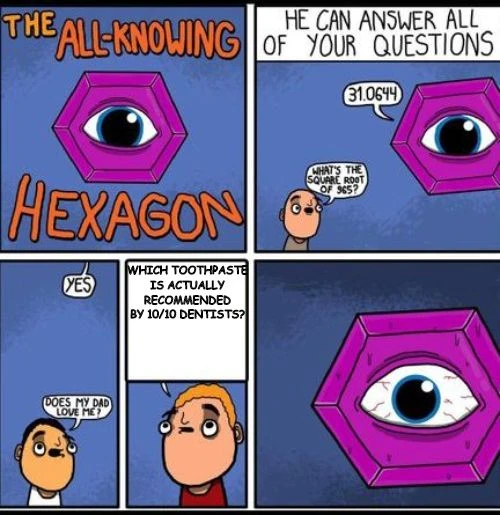 THE
ALL-KNOWING
HEXAGON
HE CAN ANSWER ALL
OF YOUR QUESTIONS
31.0644
WHAT'S THE
SQUARE ROOT
OF 965?
YES
DOES MY DAD
LOVE ME?
WHICH TOOTHPASTE
IS ACTUALLY
RECOMMENDED
BY 10/10 DENTISTS?